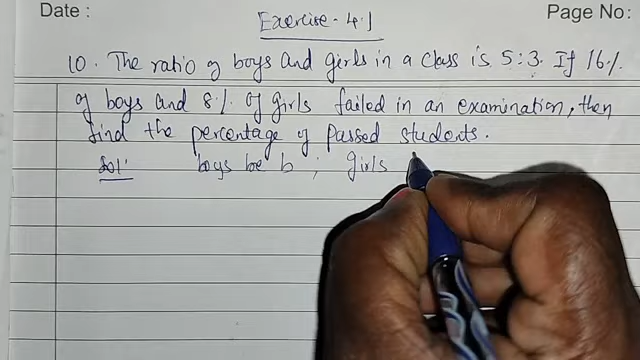 Date :
Page No:
Exercise - 4.1
10. The ratio of boys and girls in a class is 5:3. If 16%
of boys and 8% of girls failed in an examination, then
find the percentage of passed students.
Sol: boys be b ; girls